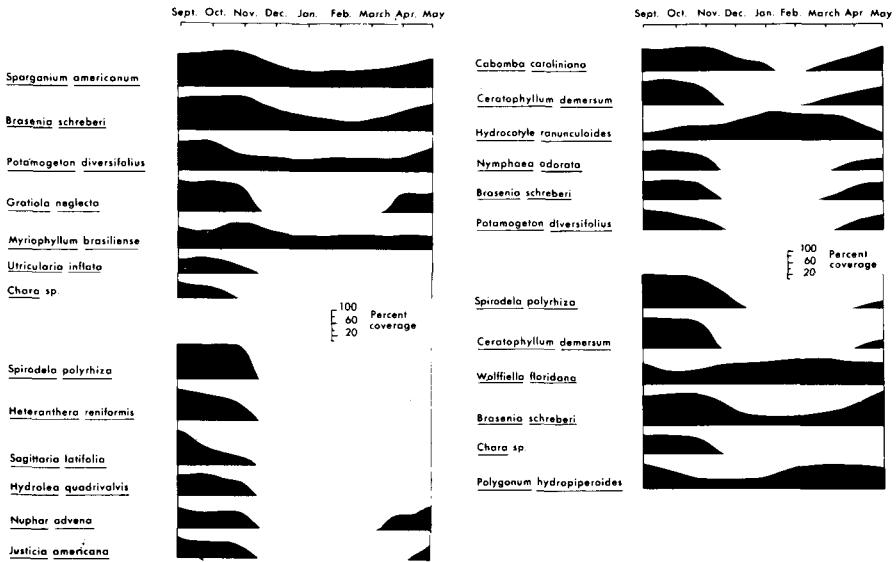 Sept. Oct. Nov. Dec. Jan. Feb. March Apr. May
Sparganium americanum
Brasenia schreberi
Potamogeton diversifolius
Gratiola neglecta
Myriophyllum brasiliense
Utricularia inflata
Chara sp.
100
60
20
Percent
coverage
Spirodela polyrhiza
Heteranthera reniformis
Sagittaria latifolia
Hydrolea quadrivalvis
Nuphar advena
Justicia americana
Sept. Oct. Nov. Dec. Jan. Feb. March Apr May
Cabomba caroliniana
Ceratophyllum demersum
Hydrocotyle ranunculoides
Nymphaea odorata
Brasenia schreberi
Potamogeton diversifolius
100
60
20
Percent
coverage
Spirodela polyrhiza
Ceratophyllum demersum
Wolffiella floridana
Brasenia schreberi
Chara sp.
Polygonum hydropiperoides